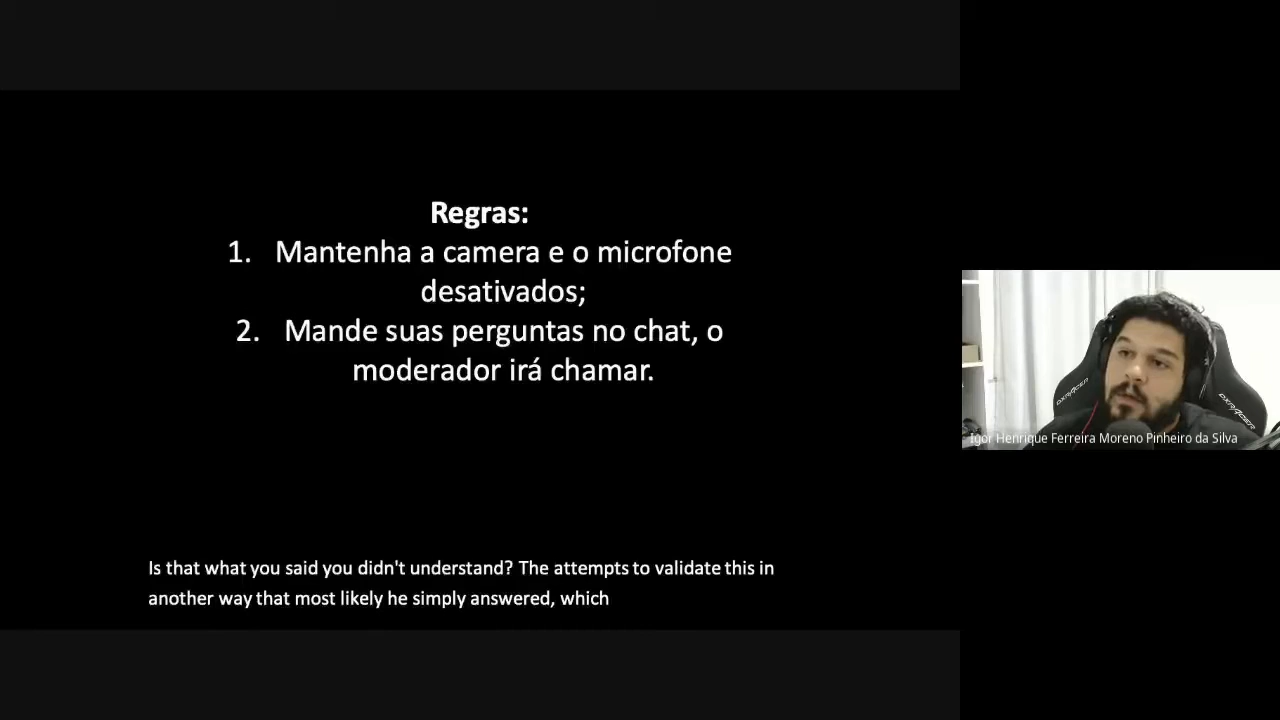 Regras:
1. Mantenha a camera e o microfone
desativados;
2. Mande suas perguntas no chat, o
moderador irá chamar.
DXRACER
DXRACER
Igor Henrique Ferreira Moreno Pinheiro da Silva
Is that what you said you didn't understand? The attempts to validate this in
another way that most likely he simply answered, which